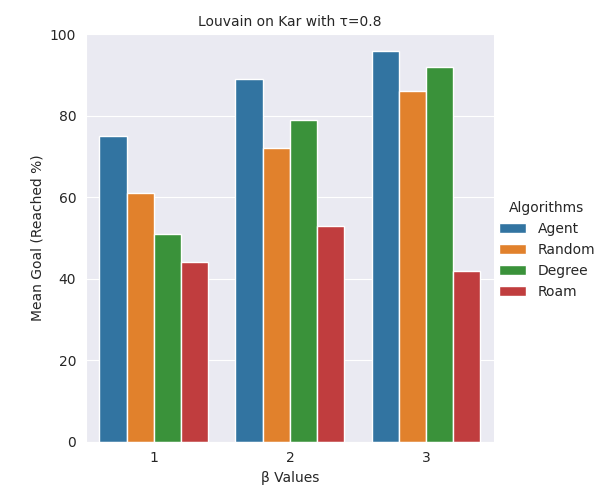 Louvain on Kar with τ=0.8
100
80
60
40
20
0
Mean Goal (Reached %)
1 2 3
β Values
Algorithms
Agent
Random
Degree
Roam